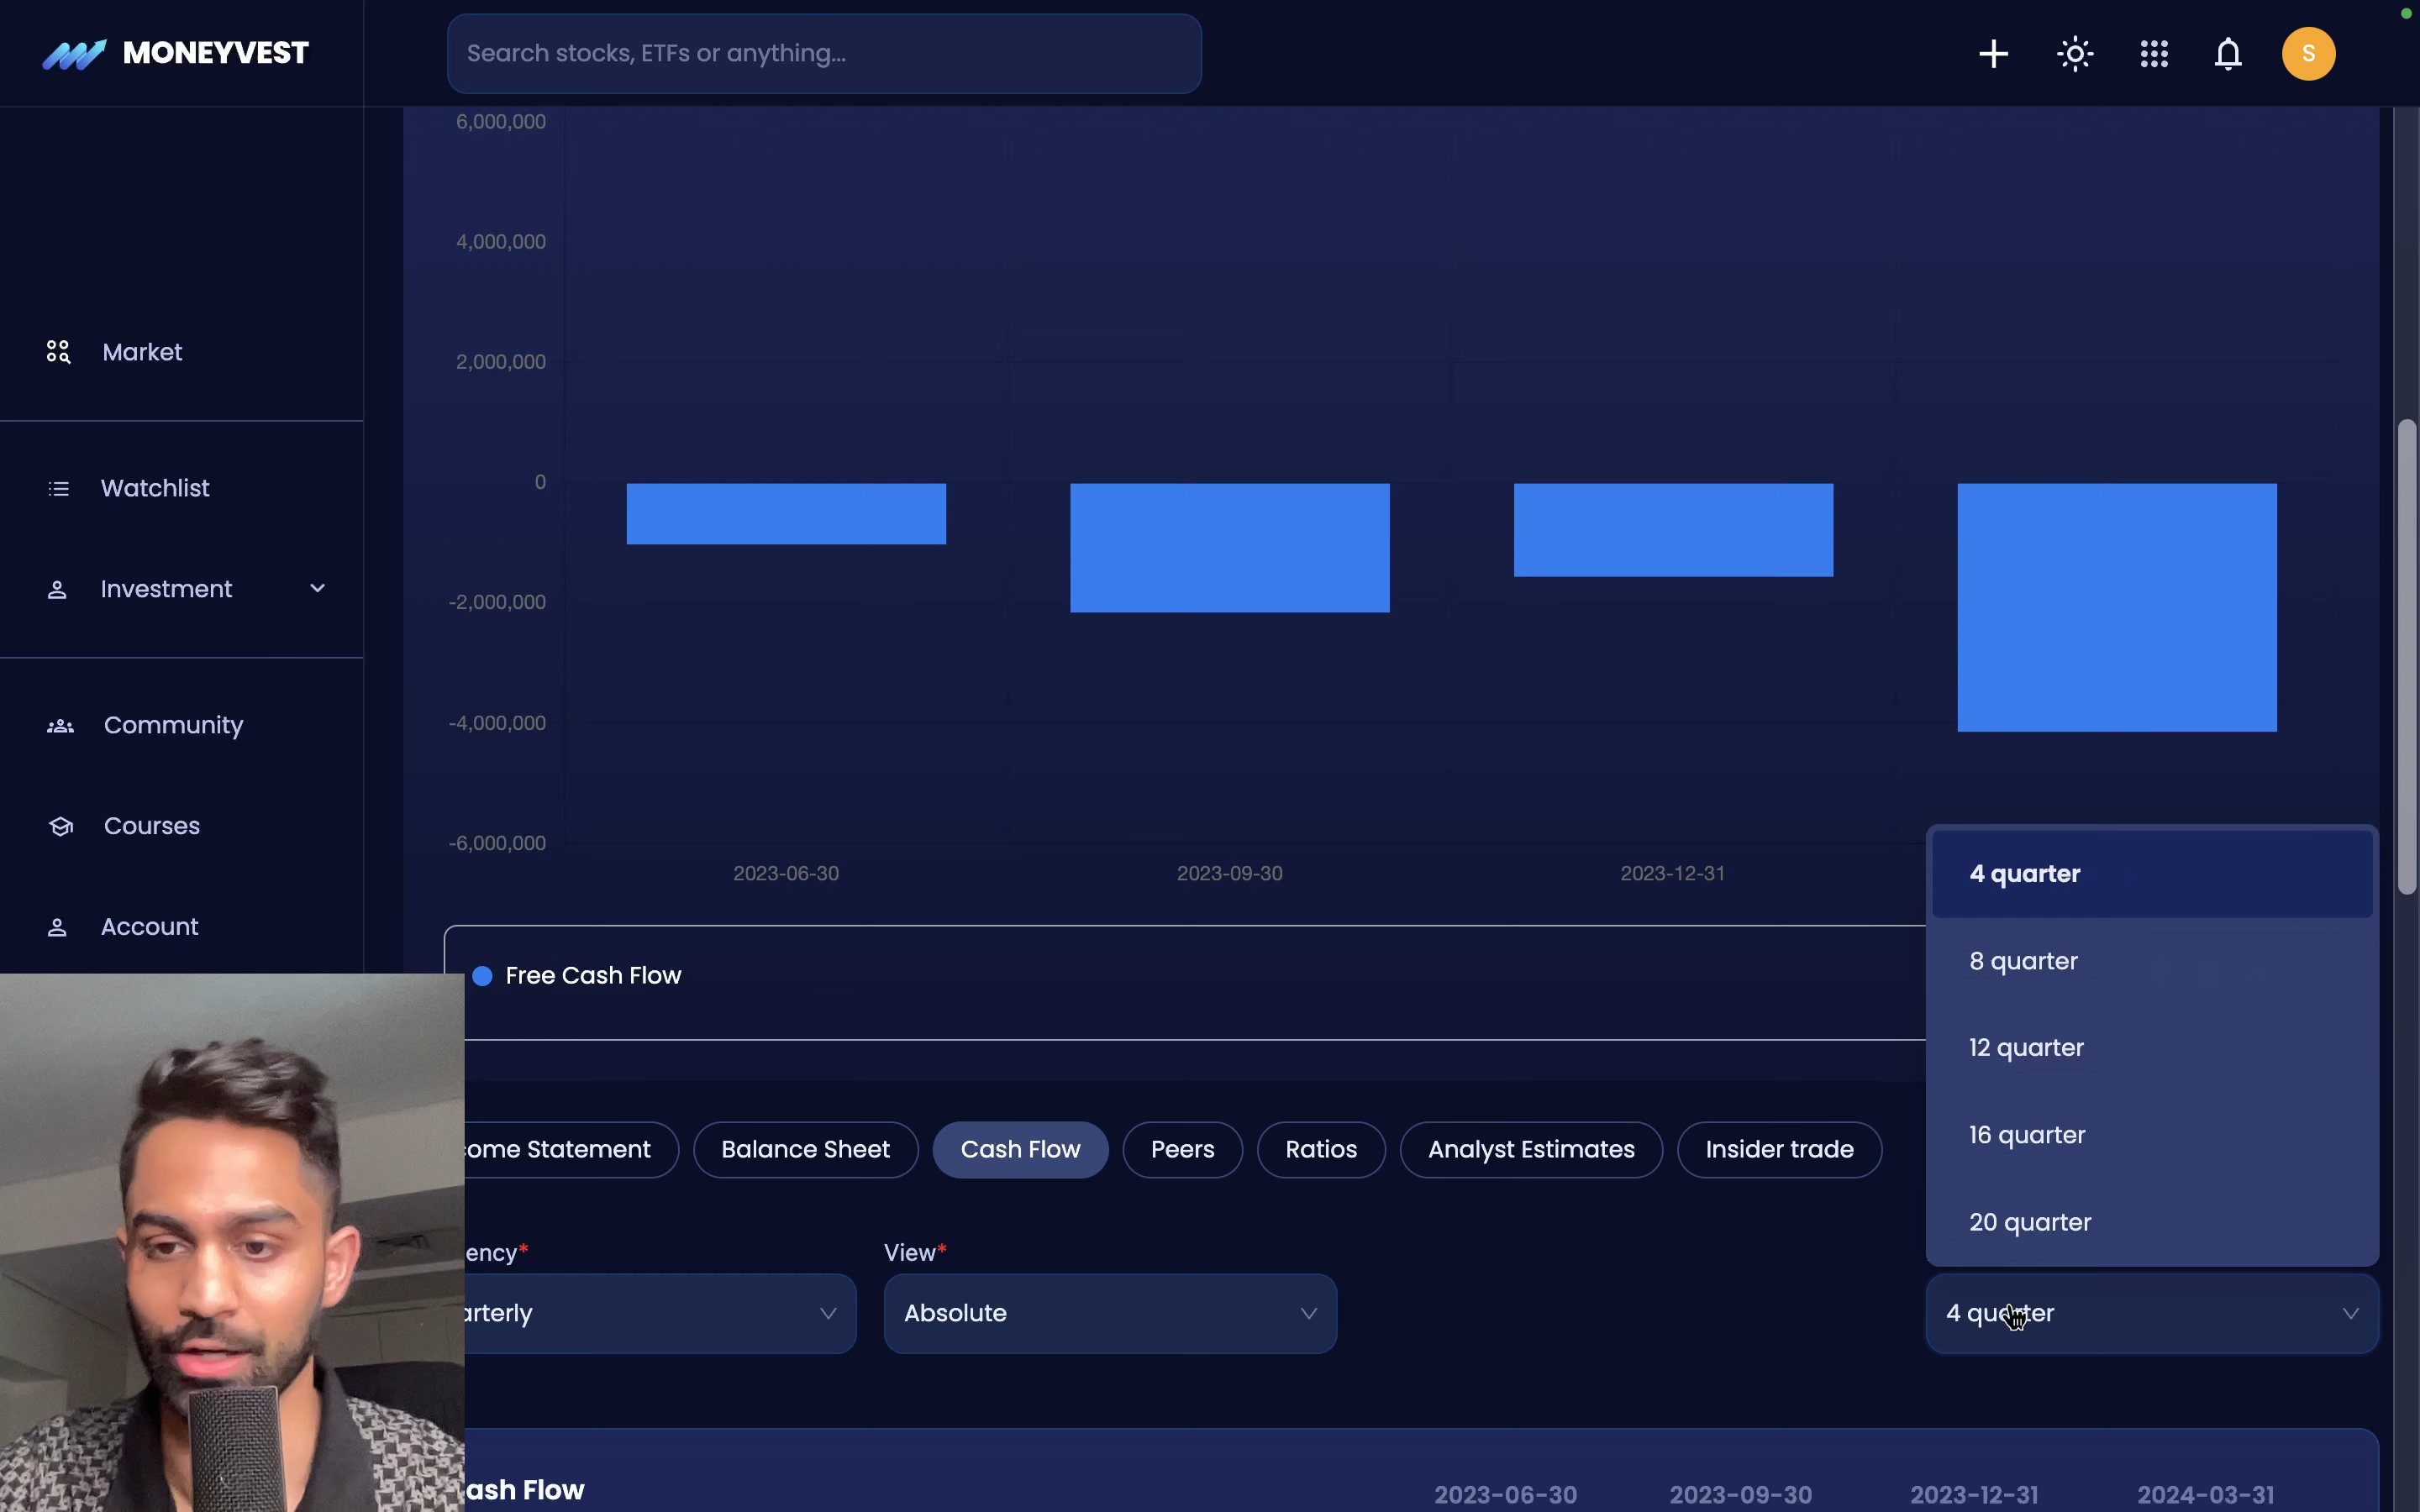 MONEYVEST
Search stocks, ETFs or anything...
S
Market
Watchlist
Investment
Community
Courses
Account
6,000,000
4,000,000
2,000,000
0
-2,000,000
-4,000,000
-6,000,000
2023-06-30 2023-09-30 2023-12-31
Free Cash Flow
4 quarter
8 quarter
12 quarter
16 quarter
20 quarter
come Statement Balance Sheet Cash Flow Peers Ratios Analyst Estimates Insider trade
ency* View*
arterly Absolute 4 quarter
ash Flow 2023-06-30 2023-09-30 2023-12-31 2024-03-31